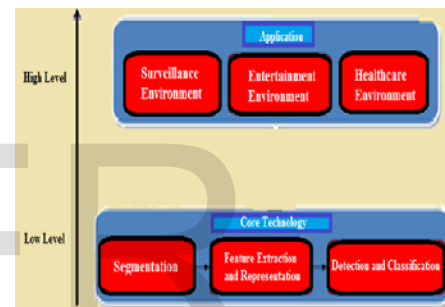 Application
High Level
Surveillance
Environment
Entertainment
Environment
Healthcare
Environment
Low Level
Core Technology
Segmentation
Feature Extraction
and Representation
Detection and Classification
ER